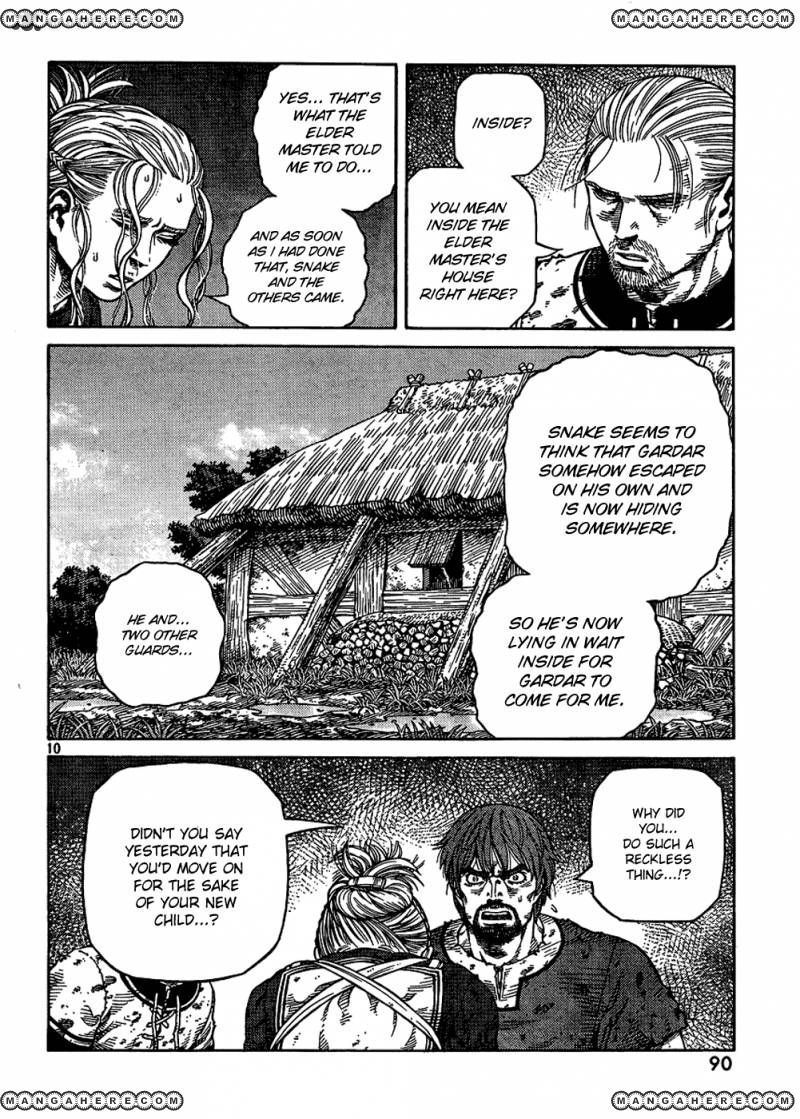 MANGAHERE.COM
MANGAHERE.COM
INSIDE?
YOU MEAN
INSIDE THE
ELDER
MASTER'S
HOUSE
RIGHT HERE?
YES... THAT'S
WHAT THE
ELDER
MASTER TOLD
ME TO DO...
AND AS SOON
AS I HAD DONE
THAT, SNAKE
AND THE
OTHERS CAME.
SNAKE SEEMS TO
THINK THAT GARDAR
SOMEHOW ESCAPED
ON HIS OWN AND
IS NOW HIDING
SOMEWHERE.
SO HE'S NOW
LYING IN WAIT
INSIDE FOR
GARDAR TO
COME FOR ME.
HE AND...
TWO OTHER
GUARDS...
10
WHY DID
YOU...
DO SUCH A
RECKLESS
THING...!?
DIDN'T YOU SAY
YESTERDAY THAT
YOU'D MOVE ON
FOR THE SAKE
OF YOUR NEW
CHILD...?
90
MANGAHERE.COM
MANGAHERE.COM